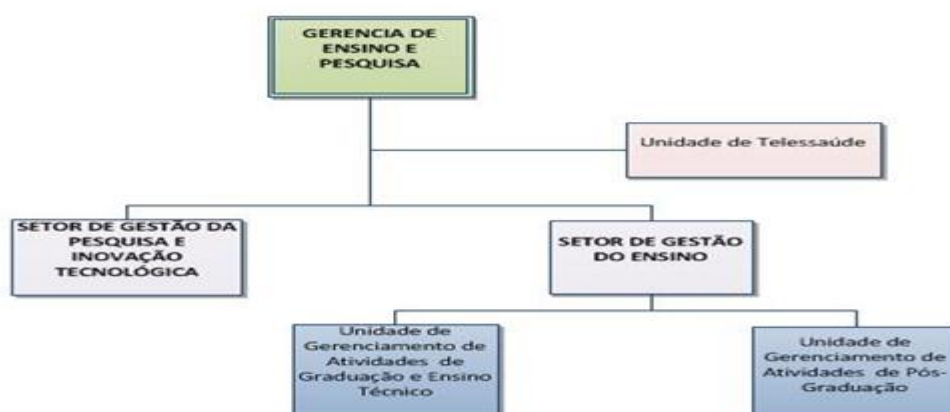 GERENCIA DE
ENSINO E
PESQUISA
Unidade de Telessaúde
SETOR DE GESTÃO DA
PESQUISA E
INOVAÇÃO
TECNOLÓGICA
SETOR DE GESTÃO
DO ENSINO
Unidade de
Gerenciamento de
Atividades de
Graduação e Ensino
Técnico
Unidade de
Gerenciamento de
Atividades de Pós-
Graduação